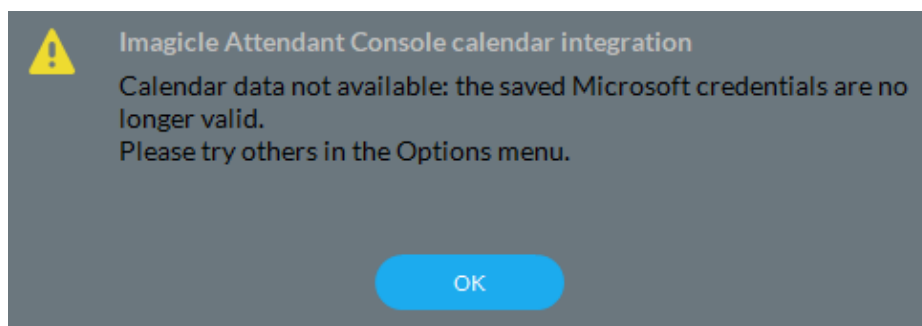 Imagicle Attendant Console calendar integration
Calendar data not available: the saved Microsoft credentials are no
longer valid.
Please try others in the Options menu.
OK